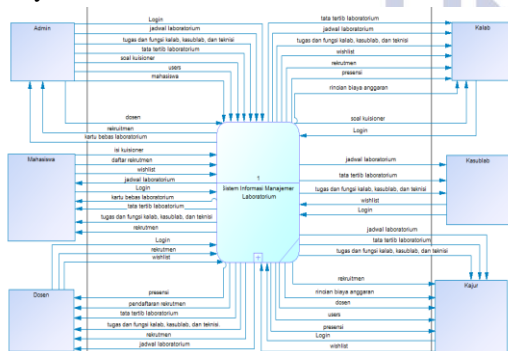 Login
jadwal laboratorium
tugas dan fungsi kalab, kasublab, dan teknisi
tata tertib laboratorium
soal kuisioner
users
mahasiswa
Admin
dosen
rekruitmen
kartu bebas laboratorium
tata tertib laboratorium
jadwal laboratorium
tugas dan fungsi kalab, kasublab, dan teknisi
wishlist
rekrutmen
presensi
rincian biaya anggaran
Kalab
soal kuisioner
Login
Mahasiswa
isi kuisioner
daftar rekrutmen
wishlist
jadwal laboratorium
Login
kartu bebas laboratorium
tata tertib laboatorium
tugas dan fungsi kalab, kasublab, dan teknisi
rekrutmen
1
Sistem Informasi Manajemer
Laboratorium
+
jadwal laboratorium
tata tertib laboratorium
tugas dan fungsi kalab, kasublab, dan teknisi
wishlist
Login
Kasublab
Login
rekrutmen
wishlist
Dosen
presensi
pendaftaran rekrutmen
tata tertib laboratorium
tugas dan fungsi kalab, kasublab, dan teknisi.
rekrutmen
jadwal laboratorium
jadwal laboratorium
tata tertib laboratorium
tugas dan fungsi kalab, kasublab, dan teknisi
rekruitmen
rincian biaya anggaran
dosen
users
presensi
Login
wishlist
Kajur